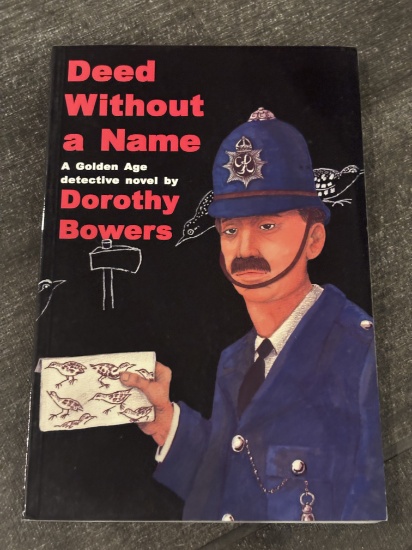 Deed
Without
a Name
A Golden Age
detective novel by
Dorothy
Bowers